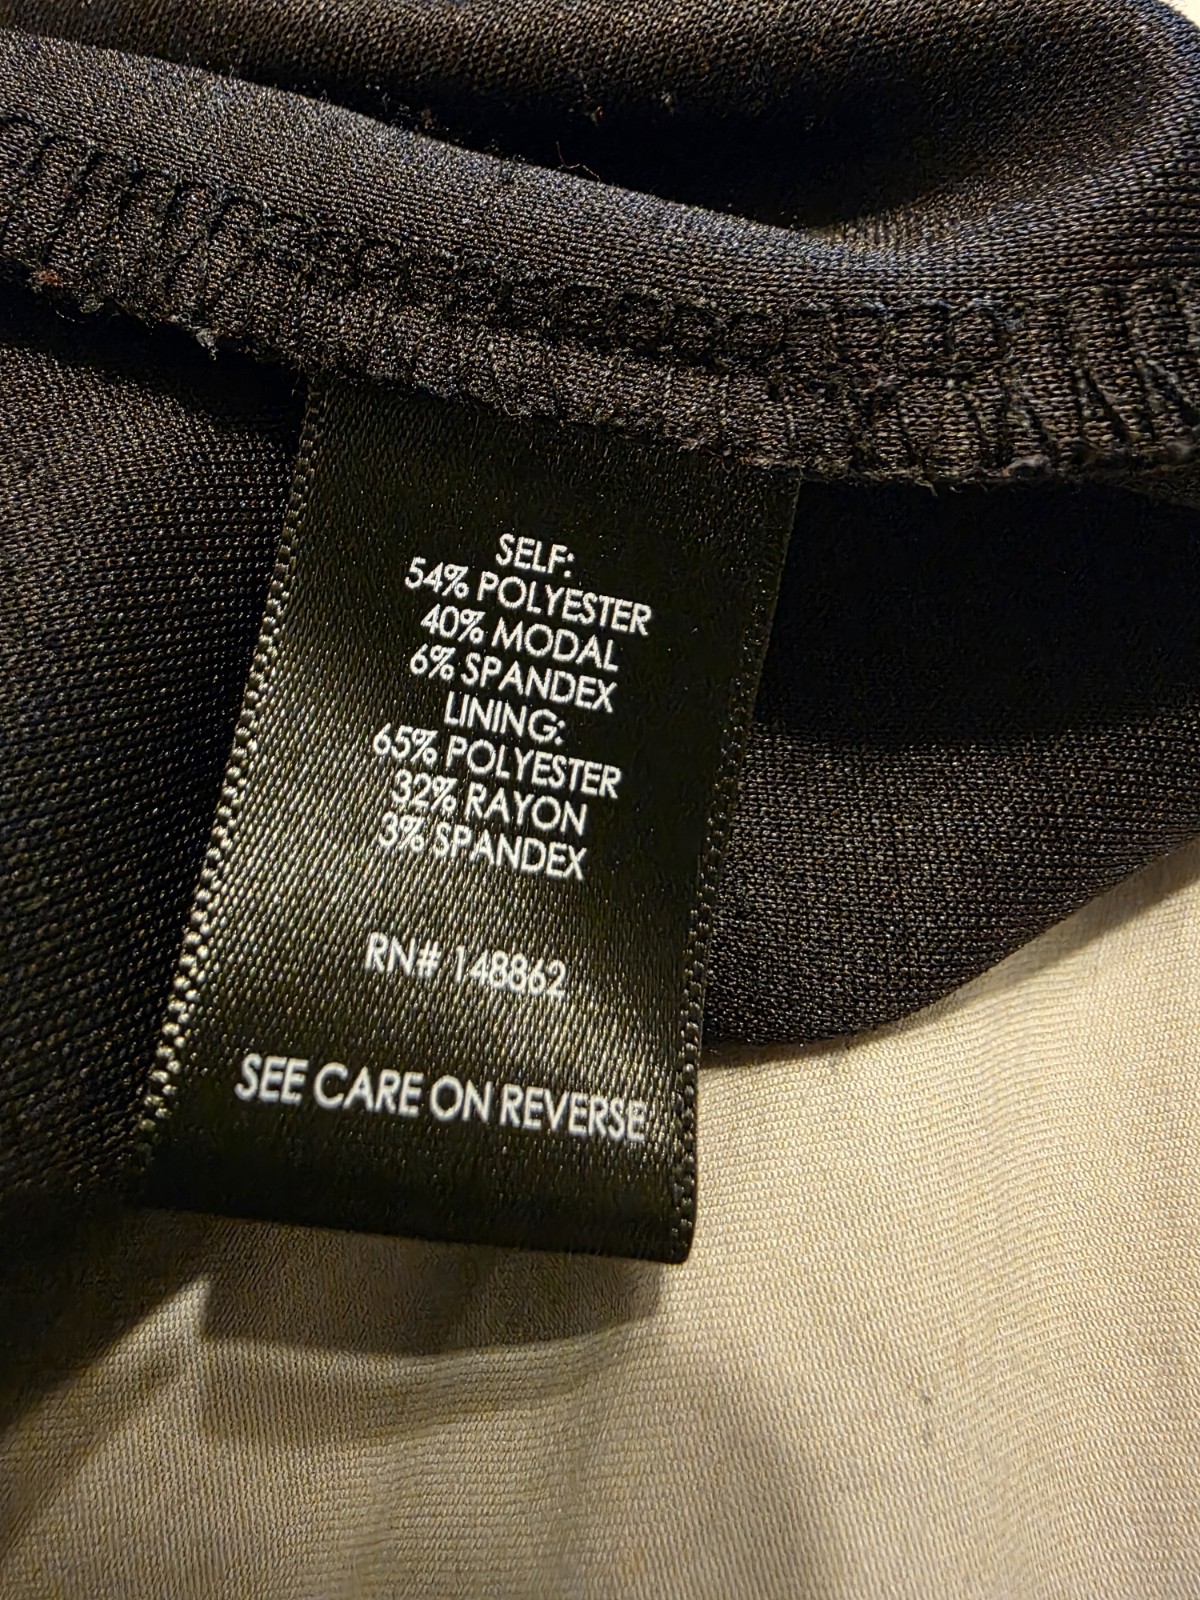 SELF:
54% POLYESTER
40% MODAL
6% SPANDEX
LINING:
65% POLYESTER
32% RAYON
3% SPANDEX
RN# 148862
SEE CARE ON REVERSE